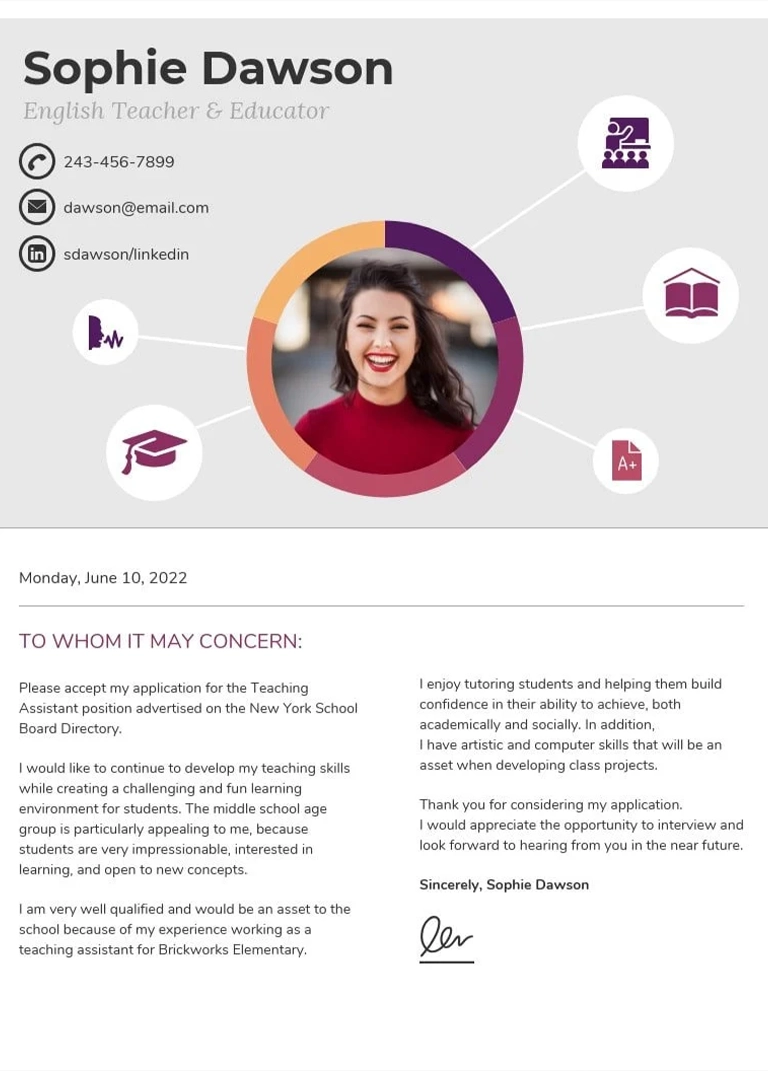 Sophie Dawson
English Teacher & Educator
243-456-7899
dawson@email.com
in
sdawson/linkedin
A+
Monday, June 10, 2022
TO WHOM IT MAY CONCERN:
Please accept my application for the Teaching
Assistant position advertised on the New York School
Board Directory.
I would like to continue to develop my teaching skills
while creating a challenging and fun learning
environment for students. The middle school age
group is particularly appealing to me, because
students are very impressionable, interested in
learning, and open to new concepts.
I am very well qualified and would be an asset to the
school because of my experience working as a
teaching assistant for Brickworks Elementary.
I enjoy tutoring students and helping them build
confidence in their ability to achieve, both
academically and socially. In addition,
I have artistic and computer skills that will be an
asset when developing class projects.
Thank you for considering my application.
I would appreciate the opportunity to interview and
look forward to hearing from you in the near future.
Sincerely, Sophie Dawson